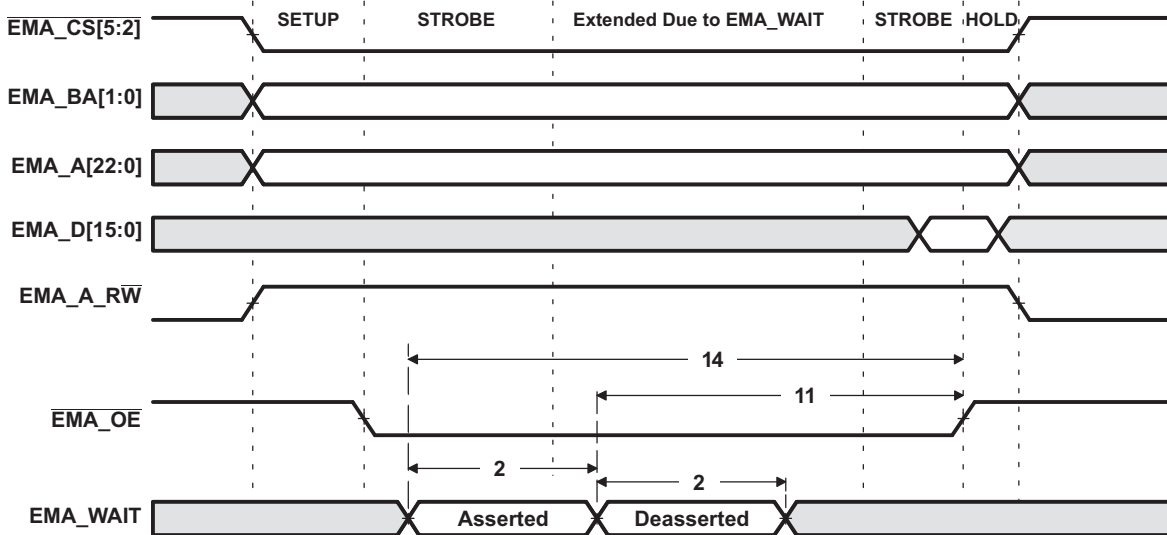 SETUP STROBE Extended Due to EMA_WAIT STROBE HOLD
EMA_CS[5:2]
EMA_BA[1:0]
EMA_A[22:0]
EMA_D[15:0]
EMA_A_RW
14
11
EMA_OE
2
2
EMA_WAIT Asserted Deasserted